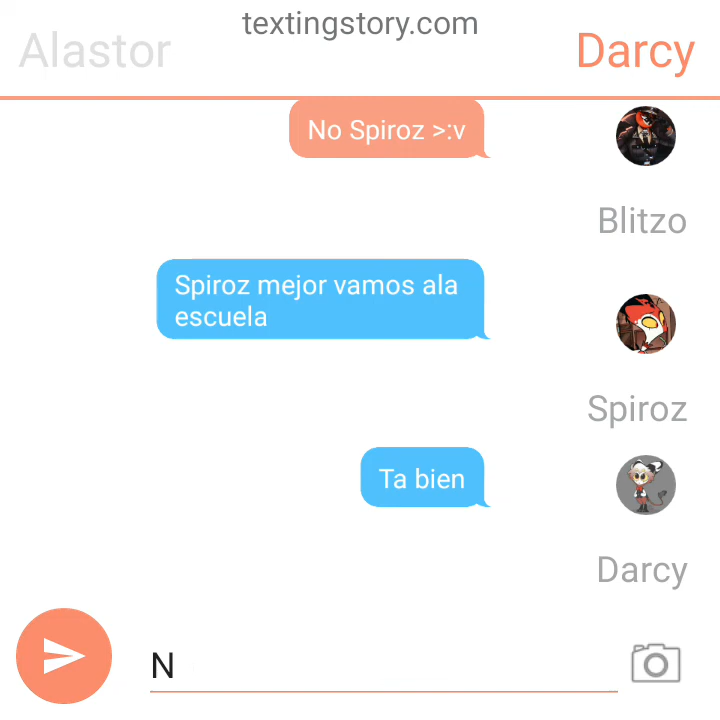 textingstory.com
Alastor
Darcy
No Spiroz >:v
Blitzo
Spiroz mejor vamos ala
escuela
Spiroz
Ta bien
Darcy
N